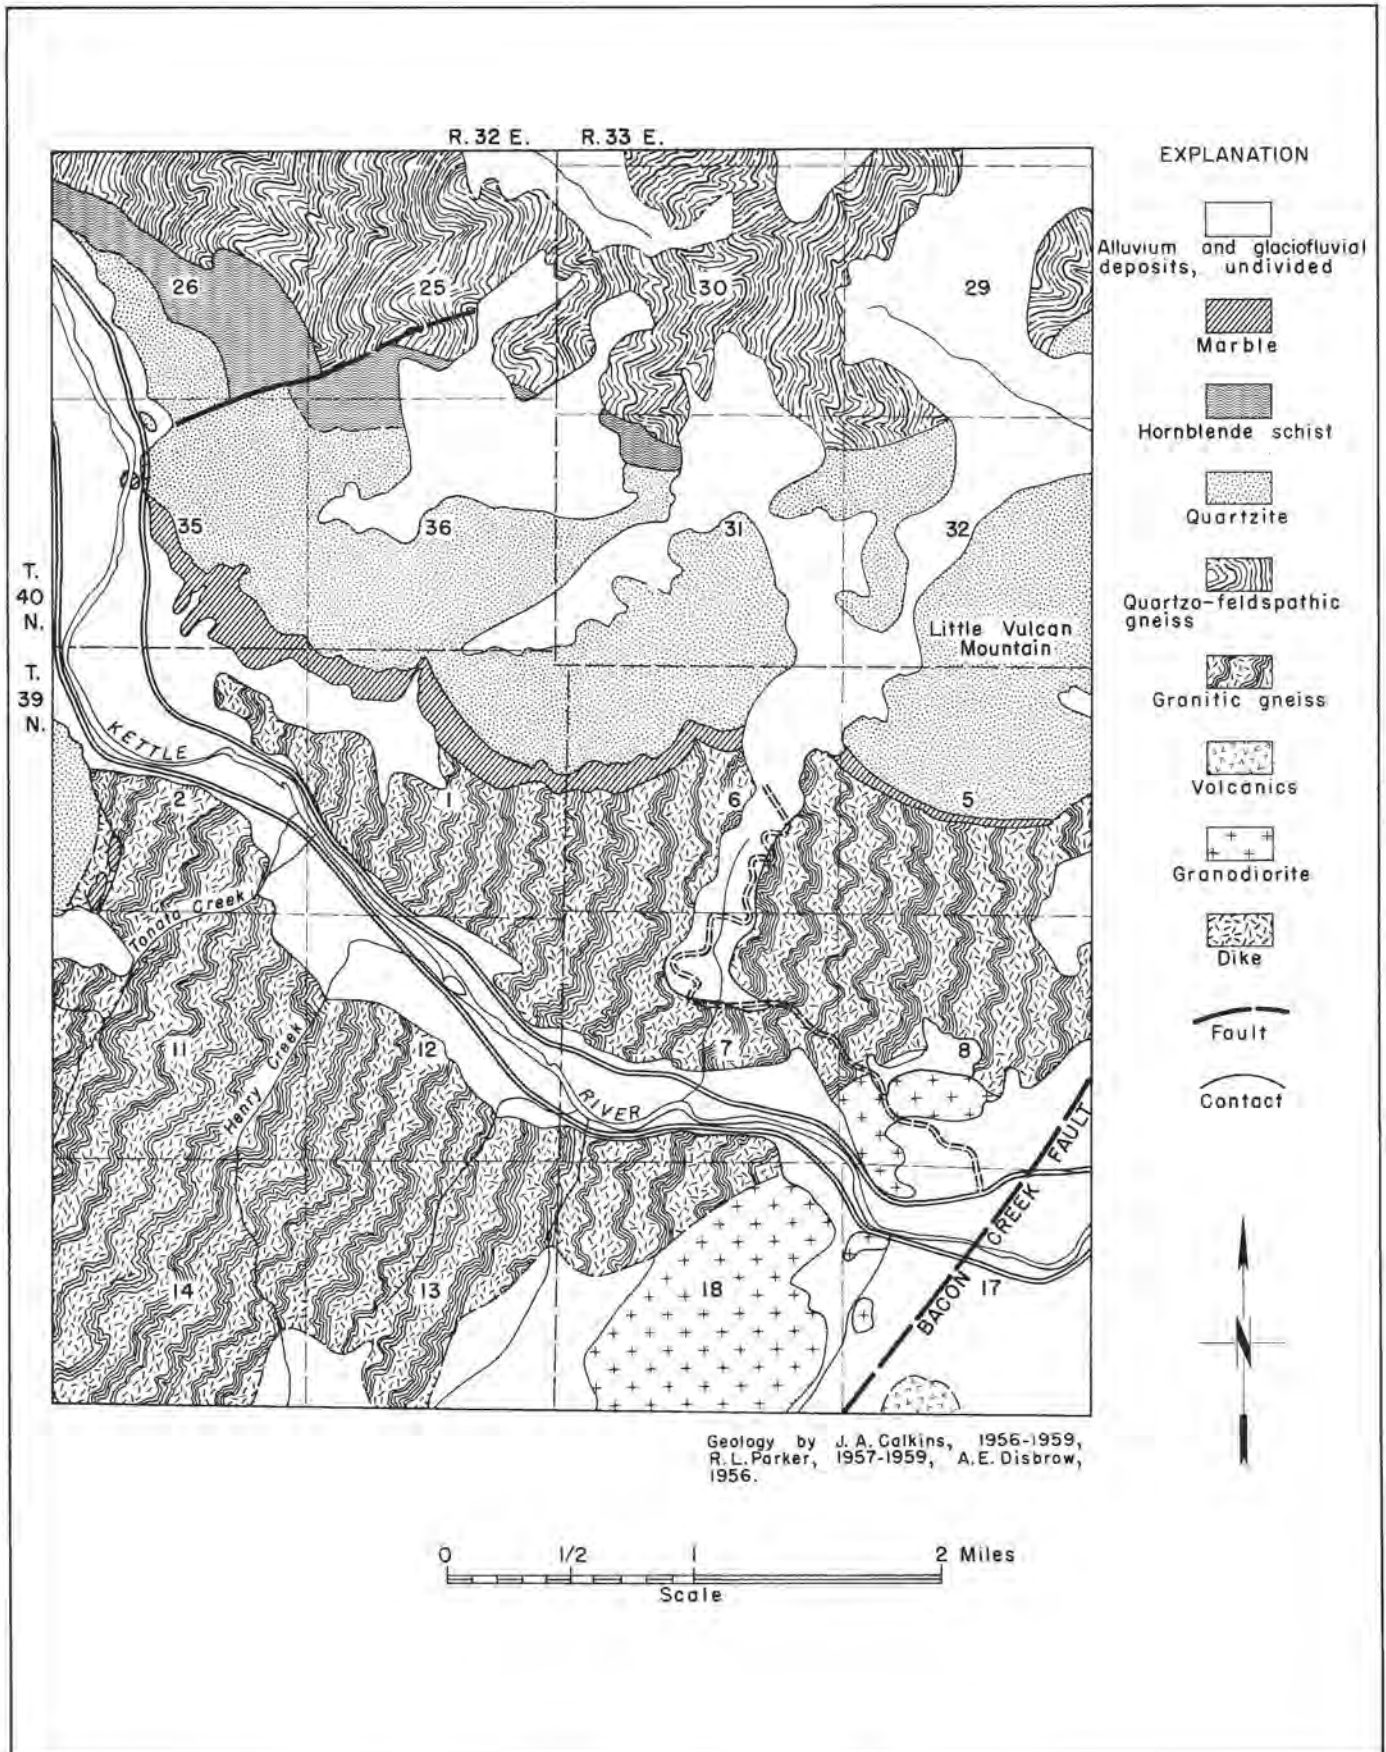 R. 32 E. R. 33 E.
EXPLANATION
Alluvium and glaciofluvial
deposits, undivided
Marble
Hornblende schist
Quartzite
Quartzo-feldspathic
gneiss
Granitic gneiss
Volcanics
Granodiorite
Dike
Fault
Contact
26
25
30
29
35
36
31
32
T.
40
N.
T.
39
N.
Little Vulcan
Mountain
KETTLE
2
1
6
5
Tonata Creek
11
Henry Creek
12
7
8
RIVER
BACON CREEK FAULT
14
13
18
17
Geology by J. A. Calkins, 1956-1959,
R. L. Parker, 1957-1959, A. E. Disbrow,
1956.
0 1/2 1 2 Miles
Scale